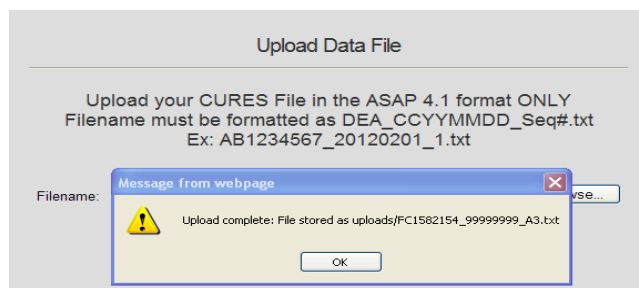 Upload Data File
Upload your CURES File in the ASAP 4.1 format ONLY
Filename must be formatted as DEA_CCYYMMDD_Seq#.txt
Ex: AB1234567_20120201_1.txt
Message from webpage
Filename:
Upload complete: File stored as uploads/FC1582154_99999999_A3.txt
OK